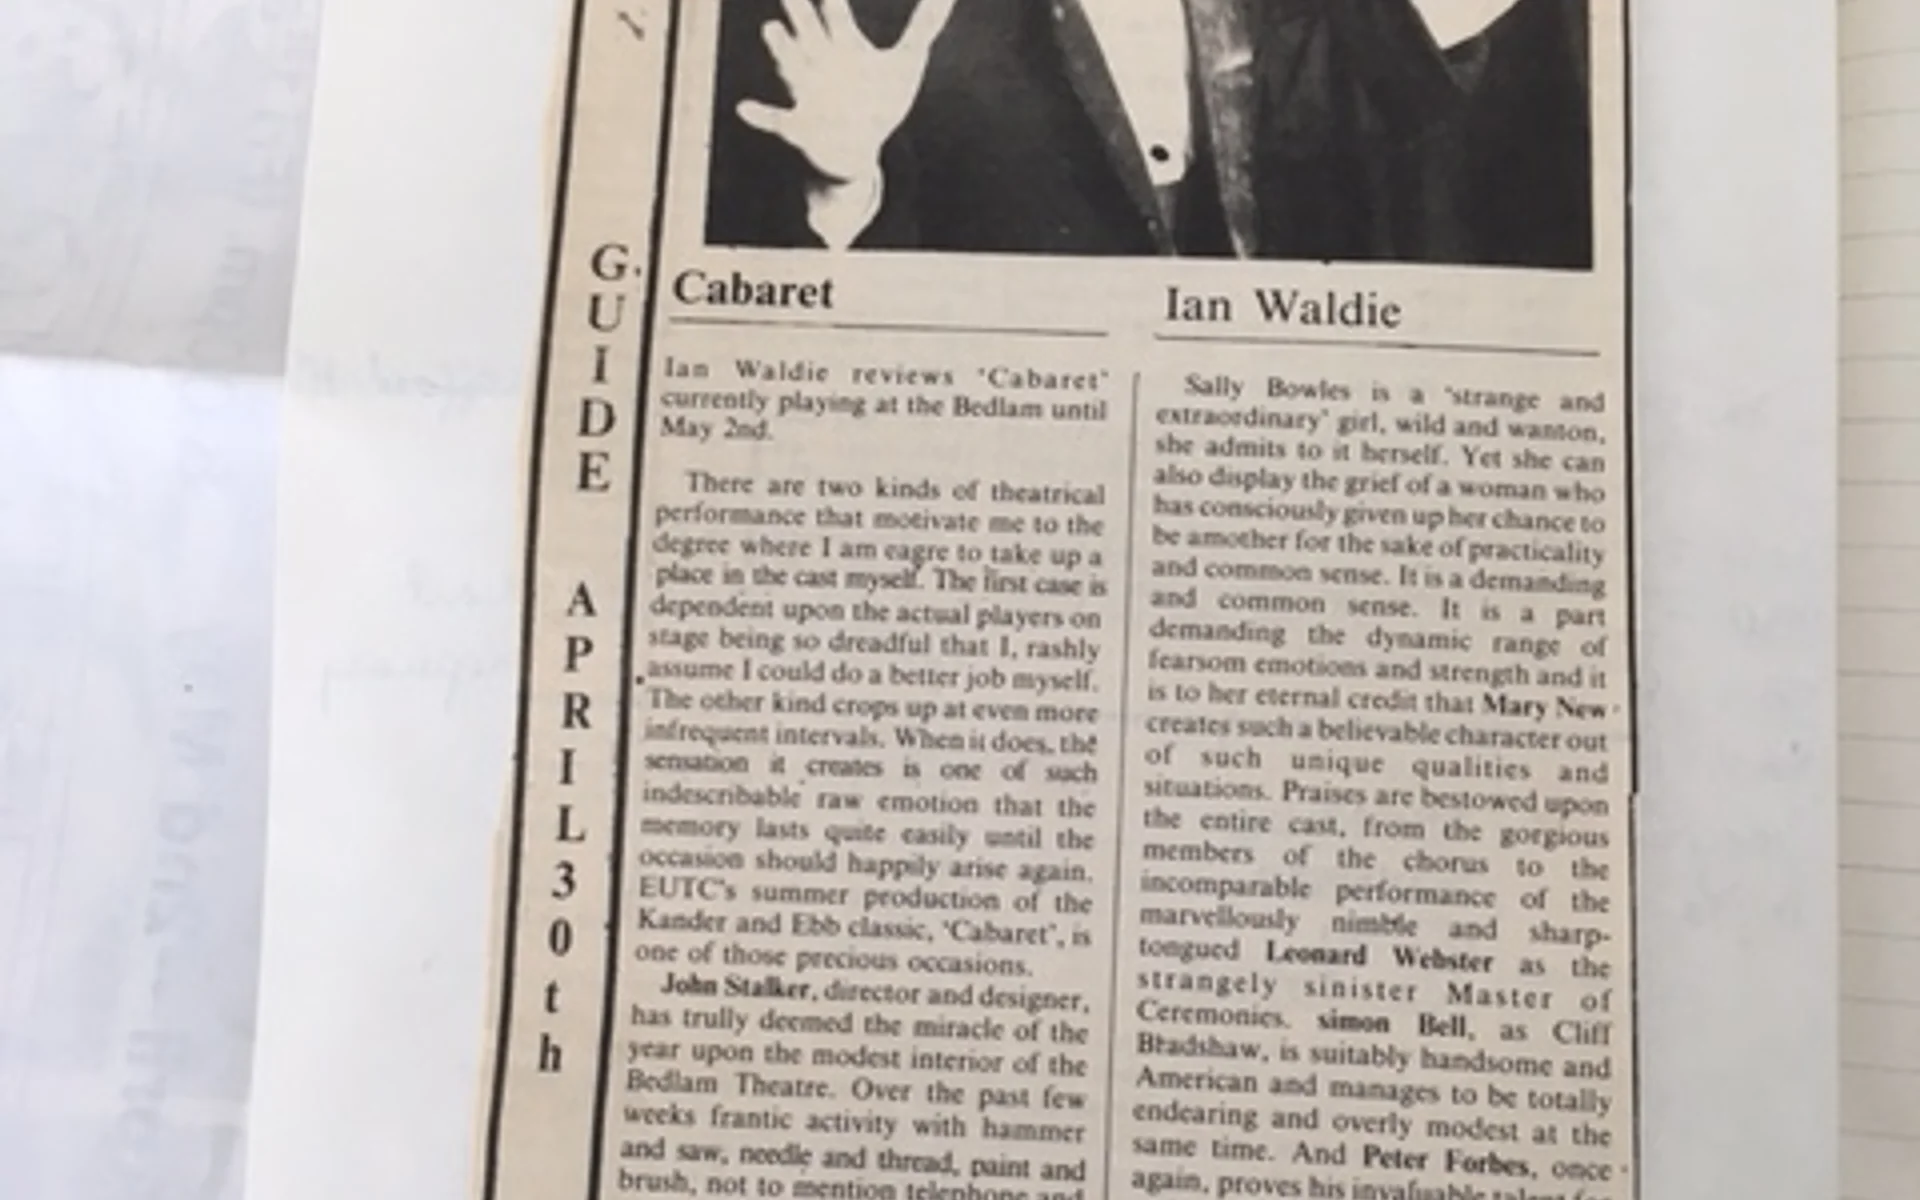 GUIDE APRIL 30th
Cabaret
Ian Waldie reviews 'Cabaret'
currently playing at the Bedlam until
May 2nd.
There are two kinds of theatrical
performance that motivate me to the
degree where I am eagre to take up a
place in the cast myself. The first case is
dependent upon the actual players on
stage being so dreadful that I, rashly
assume I could do a better job myself.
The other kind crops up at even more
infrequent intervals. When it does, the
sensation it creates is one of such
indescribable raw emotion that the
memory lasts quite easily until the
occasion should happily arise again.
EUTC's summer production of the
Kander and Ebb classic, 'Cabaret', is
one of those precious occasions.
John Stalker, director and designer,
has trully deemed the miracle of the
year upon the modest interior of the
Bedlam Theatre. Over the past few
weeks frantic activity with hammer
and saw, needle and thread, paint and
brush, not to mention telephone and
Ian Waldie
Sally Bowles is a 'strange and
extraordinary' girl, wild and wanton,
she admits to it herself. Yet she can
also display the grief of a woman who
has consciously given up her chance to
be amother for the sake of practicality
and common sense. It is a demanding
and common sense. It is a part
demanding the dynamic range of
fearsom emotions and strength and it
is to her eternal credit that Mary New
creates such a believable character out
of such unique qualities and
situations. Praises are bestowed upon
the entire cast, from the gorgious
members of the chorus to the
incomparable performance of the
marvellously nimble and sharp-
tongued Leonard Webster as the
strangely sinister Master of
Ceremonies. simon Bell, as Cliff
Bradshaw, is suitably handsome and
American and manages to be totally
endearing and overly modest at the
same time. And Peter Forbes, once
again, proves his invaluable talent for